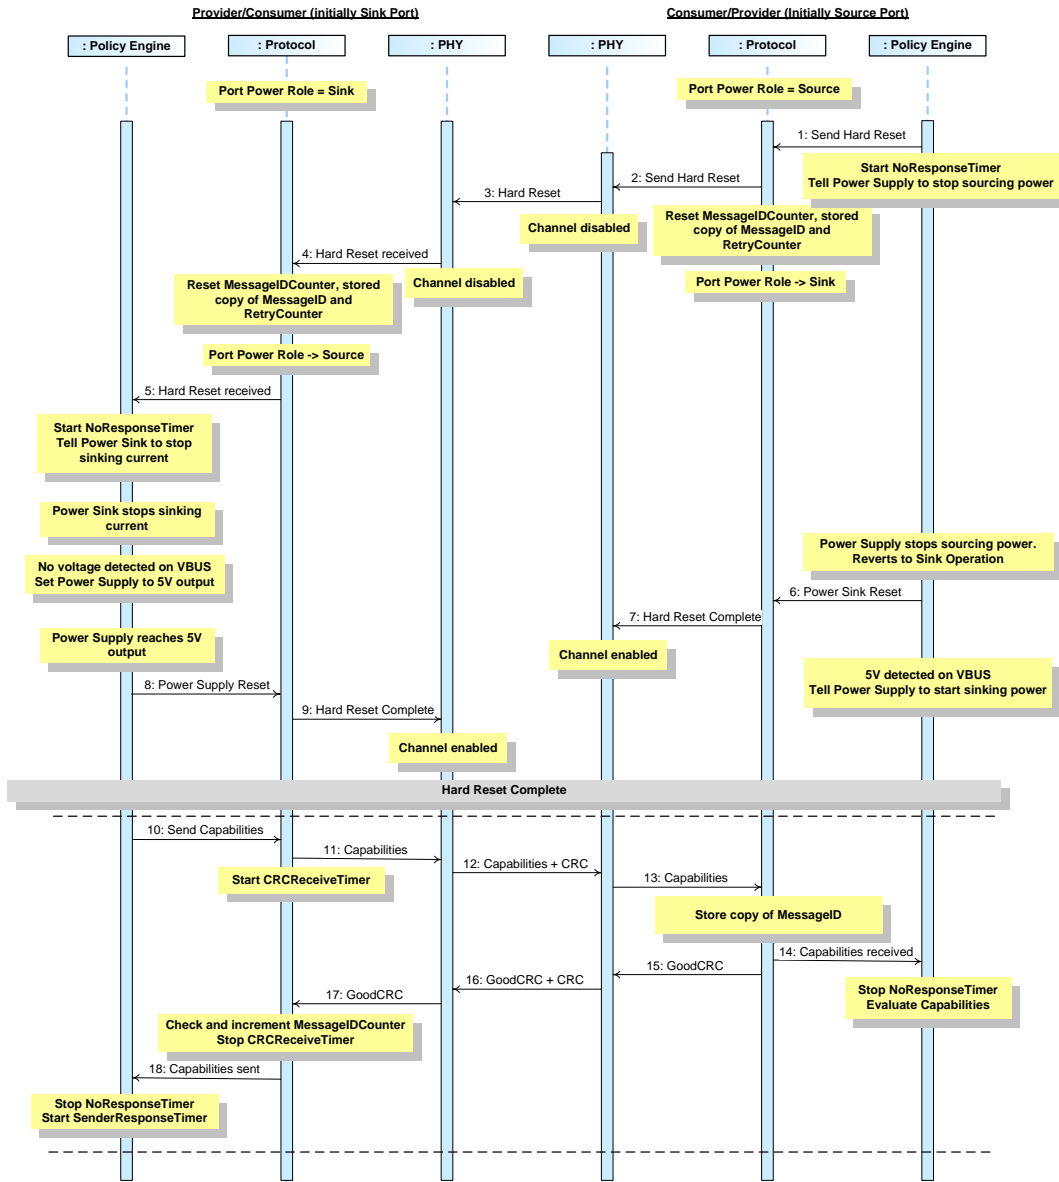 Provider/Consumer (initially Sink Port)
Consumer/Provider (Initially Source Port)
: Policy Engine
: Protocol
: PHY
: PHY
: Protocol
: Policy Engine
Port Power Role = Sink
Port Power Role = Source
1: Send Hard Reset
Start NoResponseTimer
Tell Power Supply to stop sourcing power
2: Send Hard Reset
3: Hard Reset
Channel disabled
Reset MessageIDCounter, stored
copy of MessageID and
RetryCounter
4: Hard Reset received
Channel disabled
Port Power Role -> Sink
Reset MessageIDCounter, stored
copy of MessageID and
RetryCounter
Port Power Role -> Source
5: Hard Reset received
Start NoResponseTimer
Tell Power Sink to stop
sinking current
Power Sink stops sinking
current
Power Supply stops sourcing power.
Reverts to Sink Operation
No voltage detected on VBUS
Set Power Supply to 5V output
6: Power Sink Reset
7: Hard Reset Complete
Power Supply reaches 5V
output
Channel enabled
5V detected on VBUS
Tell Power Supply to start sinking power
8: Power Supply Reset
9: Hard Reset Complete
Channel enabled
Hard Reset Complete
10: Send Capabilities
11: Capabilities
12: Capabilities + CRC
Start CRCReceiveTimer
13: Capabilities
Store copy of MessageID
14: Capabilities received
15: GoodCRC
16: GoodCRC + CRC
Stop NoResponseTimer
Evaluate Capabilities
17: GoodCRC
Check and increment MessageIDCounter
Stop CRCReceiveTimer
18: Capabilities sent
Stop NoResponseTimer
Start SenderResponseTimer